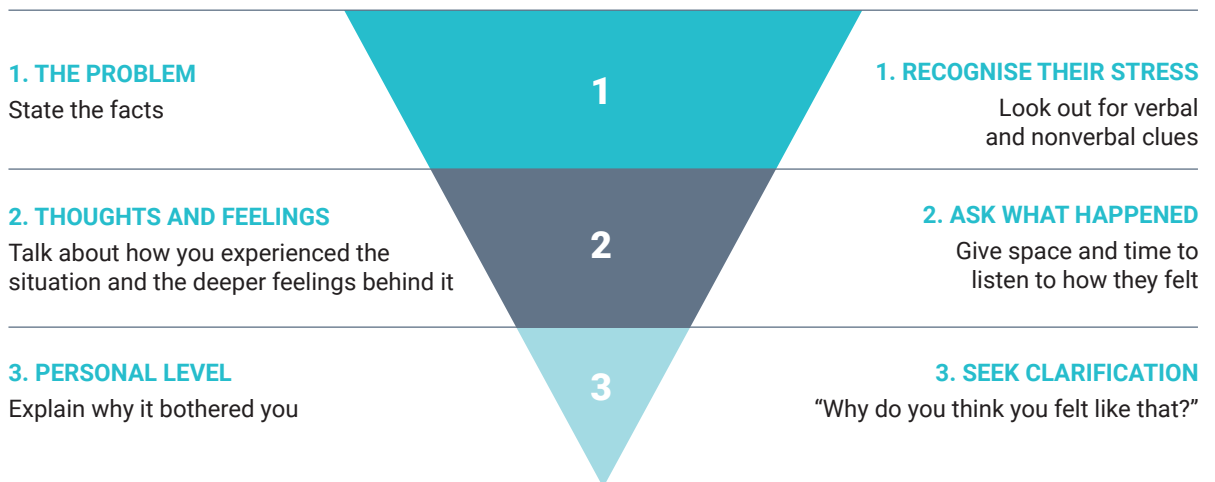 1. THE PROBLEM
State the facts
1
1. RECOGNISE THEIR STRESS
Look out for verbal
and nonverbal clues
2. THOUGHTS AND FEELINGS
Talk about how you experienced the
situation and the deeper feelings behind it
2
2. ASK WHAT HAPPENED
Give space and time to
listen to how they felt
3. PERSONAL LEVEL
Explain why it bothered you
3
3. SEEK CLARIFICATION
“Why do you think you felt like that?”